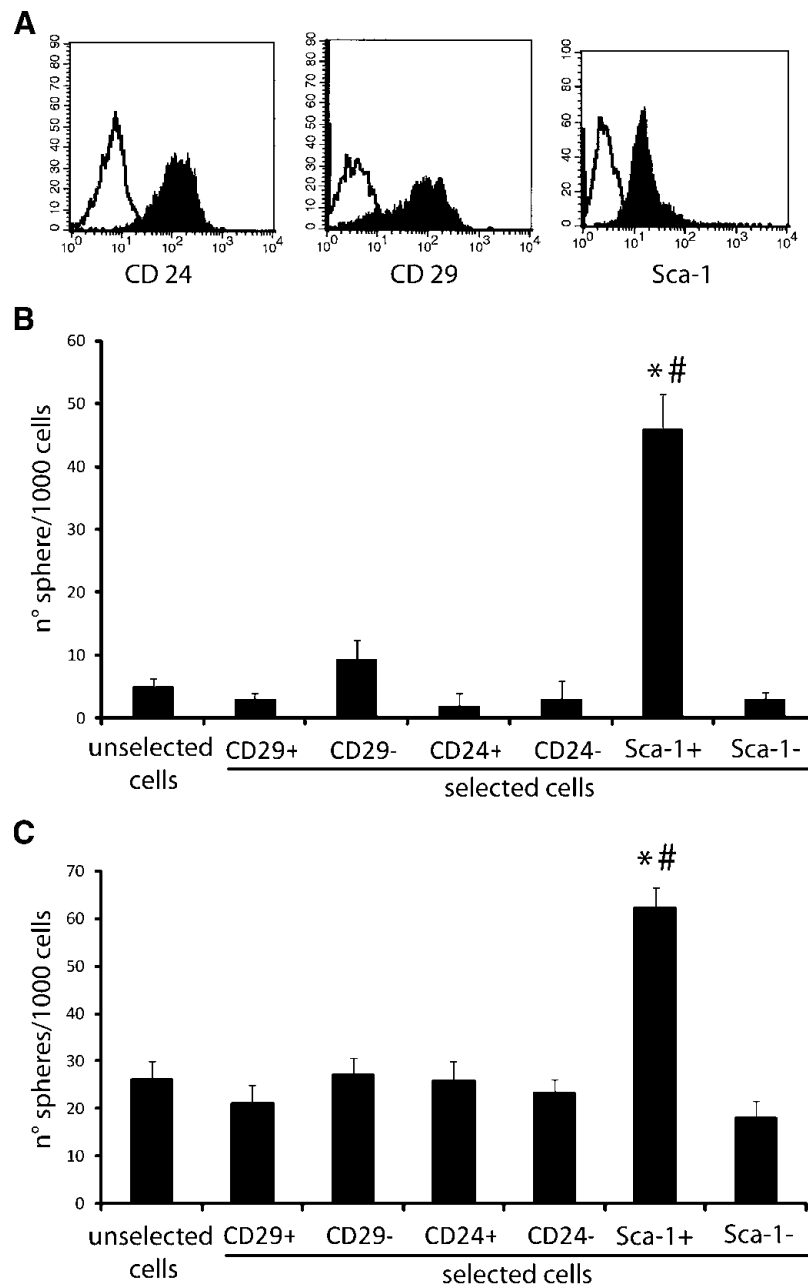 A
90
80
70
60
50
40
30
20
10
0
10⁰ 10¹ 10² 10³ 10⁴
CD 24
90
80
70
60
50
40
30
20
10
0
10⁰ 10¹ 10² 10³ 10⁴
CD 29
100
80
60
40
20
0
10⁰ 10¹ 10² 10³ 10⁴
Sca-1
B
n° sphere/1000 cells
60
50
40
30
20
10
0
*#
unselected cells
CD29+ CD29- CD24+ CD24- Sca-1+ Sca-1-
selected cells
C
n° spheres/1000 cells
70
60
50
40
30
20
10
0
*#
unselected cells
CD29+ CD29- CD24+ CD24- Sca-1+ Sca-1-
selected cells